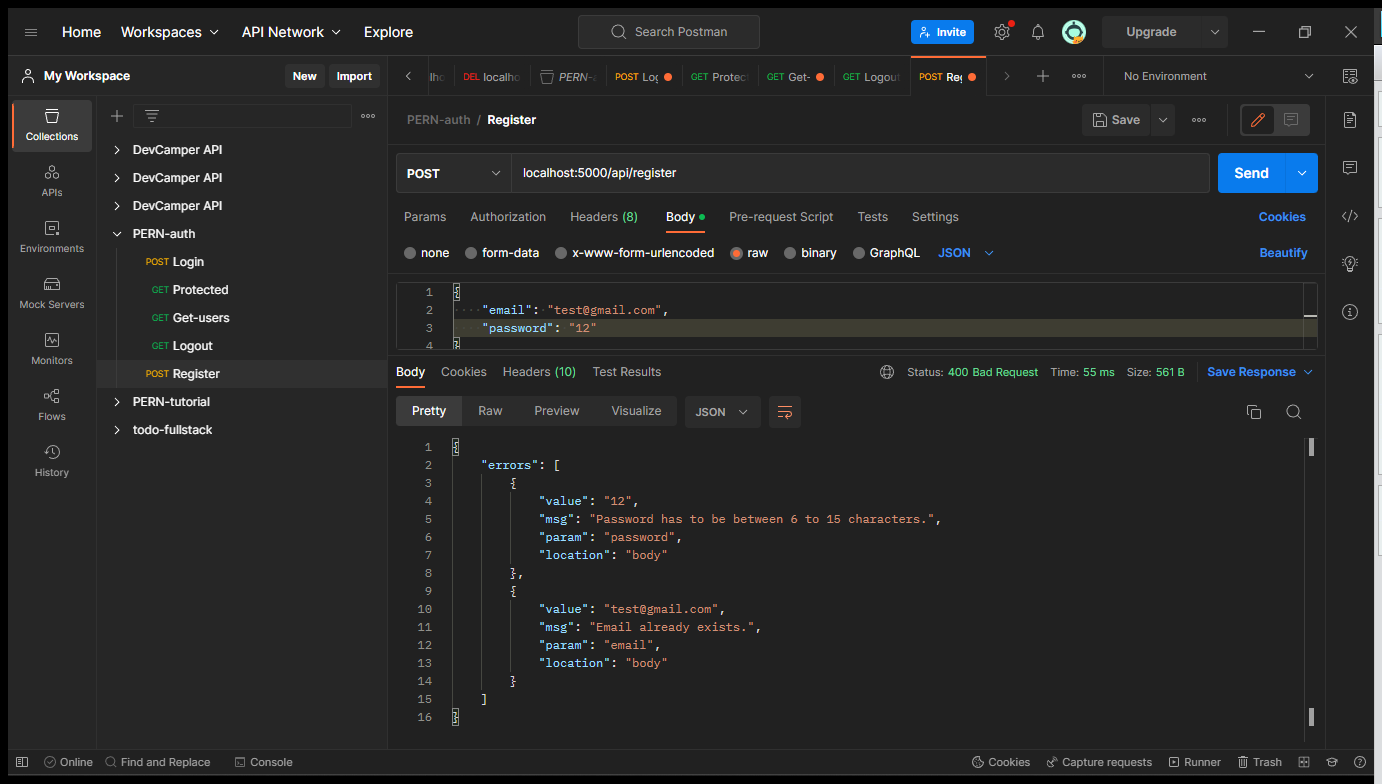 Home Workspaces API Network Explore Search Postman Invite Upgrade
My Workspace New Import
DEL localho PERN-a POST Log GET Protec GET Get- GET Logout POST Reg No Environment
Collections
APIs
Environments
Mock Servers
Monitors
Flows
History
DevCamper API
DevCamper API
DevCamper API
PERN-auth
POST Login
GET Protected
GET Get-users
GET Logout
POST Register
PERN-tutorial
todo-fullstack
PERN-auth / Register Save
POST localhost:5000/api/register Send
Params Authorization Headers (8) Body Pre-request Script Tests Settings Cookies
none form-data x-www-form-urlencoded raw binary GraphQL JSON Beautify
1 {
2 "email": "test@gmail.com",
3 "password": "12"
4 }
Body Cookies Headers (10) Test Results Status: 400 Bad Request Time: 55 ms Size: 561 B Save Response
Pretty Raw Preview Visualize JSON
1 {
2 "errors": [
3 {
4 "value": "12",
5 "msg": "Password has to be between 6 to 15 characters.",
6 "param": "password",
7 "location": "body"
8 },
9 {
10 "value": "test@gmail.com",
11 "msg": "Email already exists.",
12 "param": "email",
13 "location": "body"
14 }
15 ]
16 }
Online Find and Replace Console Cookies Capture requests Runner Trash